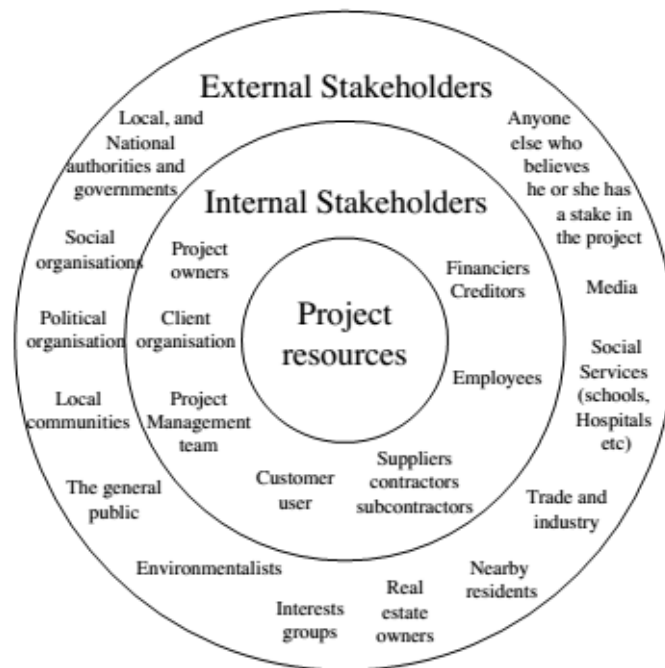 External Stakeholders
Local, and
National
authorities and
governments
Anyone
else who
believes
he or she has
a stake in
the project
Internal Stakeholders
Social
organisations
Project
owners
Financiers
Creditors
Media
Project
resources
Political
organisation
Client
organisation
Social
Services
(schools,
Hospitals
etc)
Employees
Local
communities
Project
Management
team
Customer
user
Suppliers
contractors
subcontractors
The general
public
Trade and
industry
Environmentalists
Nearby
residents
Interests
groups
Real
estate
owners